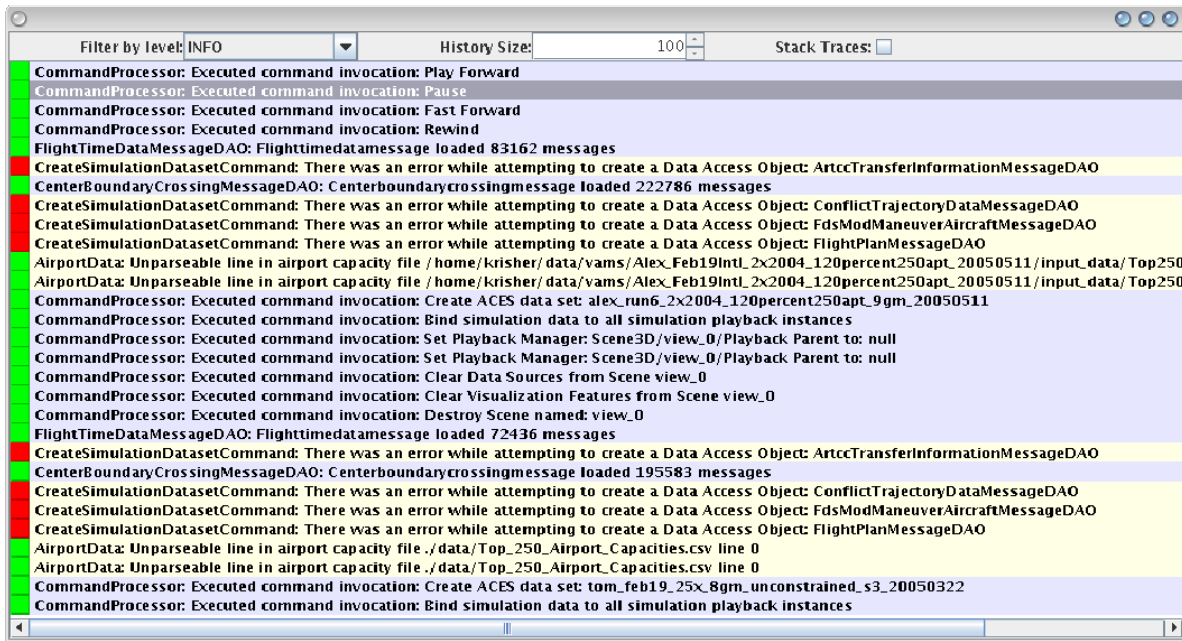 Filter by level: INFO History Size: 100 Stack Traces:
CommandProcessor: Executed command invocation: Play Forward
CommandProcessor: Executed command invocation: Pause
CommandProcessor: Executed command invocation: Fast Forward
CommandProcessor: Executed command invocation: Rewind
FlightTimeDataMessageDAO: Flighttimedatamessage loaded 83162 messages
CreateSimulationDatasetCommand: There was an error while attempting to create a Data Access Object: ArtccTransferInformationMessageDAO
CenterBoundaryCrossingMessageDAO: Centerboundarycrossingmessage loaded 222786 messages
CreateSimulationDatasetCommand: There was an error while attempting to create a Data Access Object: ConflictTrajectoryDataMessageDAO
CreateSimulationDatasetCommand: There was an error while attempting to create a Data Access Object: FdsModManeuverAircraftMessageDAO
CreateSimulationDatasetCommand: There was an error while attempting to create a Data Access Object: FlightPlanMessageDAO
AirportData: Unparseable line in airport capacity file /home/krisher/data/vams/Alex_Feb19Intl_2x2004_120percent250apt_20050511/input_data/Top250
AirportData: Unparseable line in airport capacity file /home/krisher/data/vams/Alex_Feb19Intl_2x2004_120percent250apt_20050511/input_data/Top250
CommandProcessor: Executed command invocation: Create ACES data set: alex_run6_2x2004_120percent250apt_9gm_20050511
CommandProcessor: Executed command invocation: Bind simulation data to all simulation playback instances
CommandProcessor: Executed command invocation: Set Playback Manager: Scene3D/view_0/Playback Parent to: null
CommandProcessor: Executed command invocation: Set Playback Manager: Scene3D/view_0/Playback Parent to: null
CommandProcessor: Executed command invocation: Clear Data Sources from Scene view_0
CommandProcessor: Executed command invocation: Clear Visualization Features from Scene view_0
CommandProcessor: Executed command invocation: Destroy Scene named: view_0
FlightTimeDataMessageDAO: Flighttimedatamessage loaded 72436 messages
CreateSimulationDatasetCommand: There was an error while attempting to create a Data Access Object: ArtccTransferInformationMessageDAO
CenterBoundaryCrossingMessageDAO: Centerboundarycrossingmessage loaded 195583 messages
CreateSimulationDatasetCommand: There was an error while attempting to create a Data Access Object: ConflictTrajectoryDataMessageDAO
CreateSimulationDatasetCommand: There was an error while attempting to create a Data Access Object: FdsModManeuverAircraftMessageDAO
CreateSimulationDatasetCommand: There was an error while attempting to create a Data Access Object: FlightPlanMessageDAO
AirportData: Unparseable line in airport capacity file ./data/Top_250_Airport_Capacities.csv line 0
AirportData: Unparseable line in airport capacity file ./data/Top_250_Airport_Capacities.csv line 0
CommandProcessor: Executed command invocation: Create ACES data set: tom_feb19_25x_8gm_unconstrained_s3_20050322
CommandProcessor: Executed command invocation: Bind simulation data to all simulation playback instances